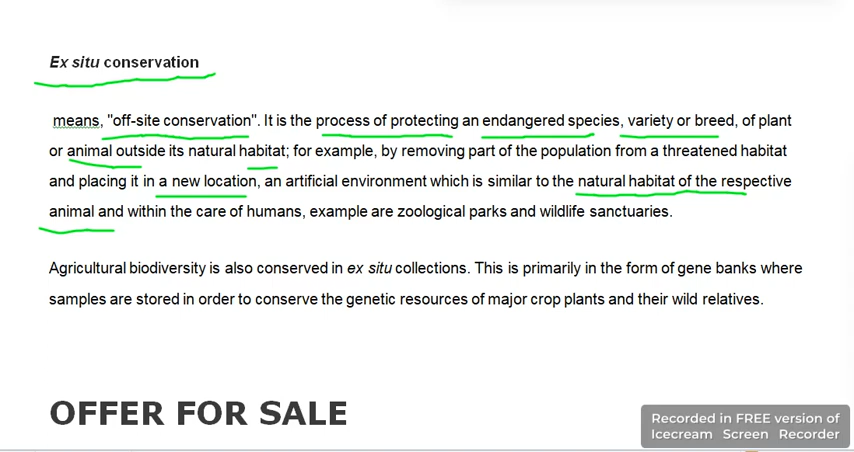 Ex situ conservation
means, "off-site conservation". It is the process of protecting an endangered species, variety or breed, of plant
or animal outside its natural habitat; for example, by removing part of the population from a threatened habitat
and placing it in a new location, an artificial environment which is similar to the natural habitat of the respective
animal and within the care of humans, example are zoological parks and wildlife sanctuaries.
Agricultural biodiversity is also conserved in ex situ collections. This is primarily in the form of gene banks where
samples are stored in order to conserve the genetic resources of major crop plants and their wild relatives.
OFFER FOR SALE
Recorded in FREE version of
Icecream Screen Recorder